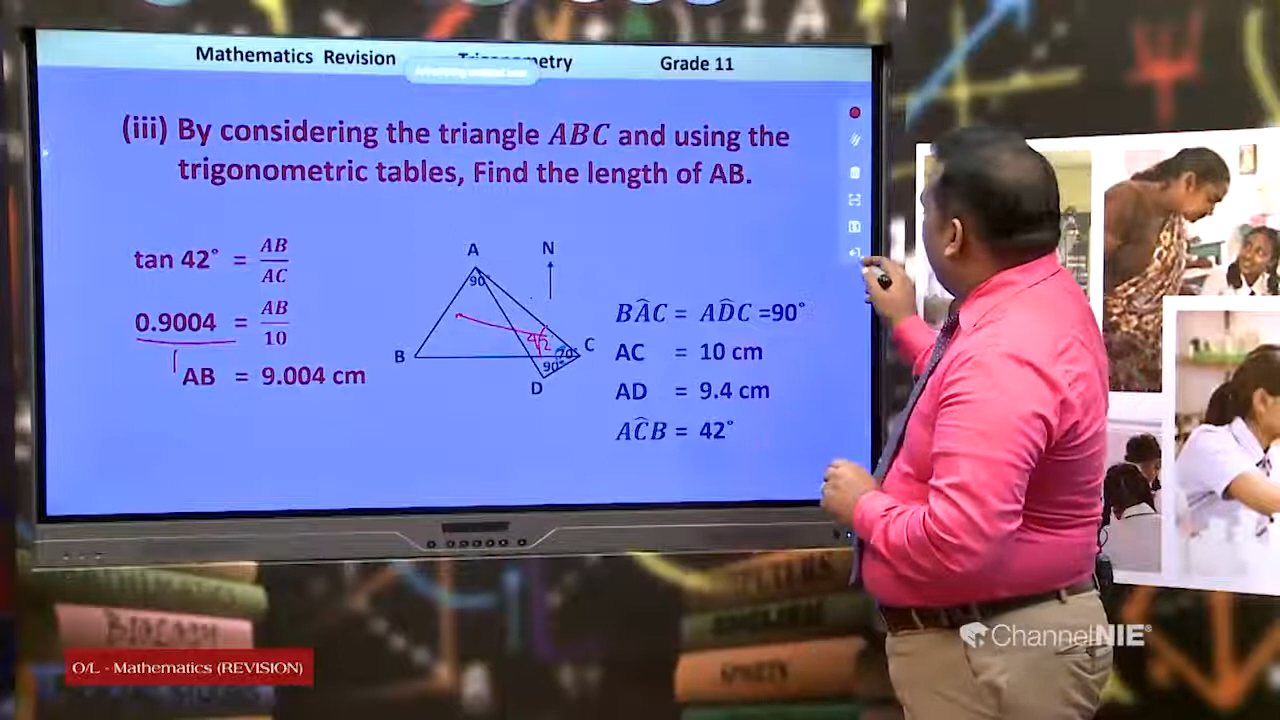 Mathematics Revision Trigonometry Grade 11
(iii) By considering the triangle ABC and using the
trigonometric tables, Find the length of AB.
tan 42° = AB/AC
0.9004 = AB/10
AB = 9.004 cm
A
N
90
B
C
42
70°
90°
D
BÂC = AD̂C =90°
AC = 10 cm
AD = 9.4 cm
AĈB = 42°
BIOLOGY
O/L - Mathematics (REVISION)
ChannelNIE®